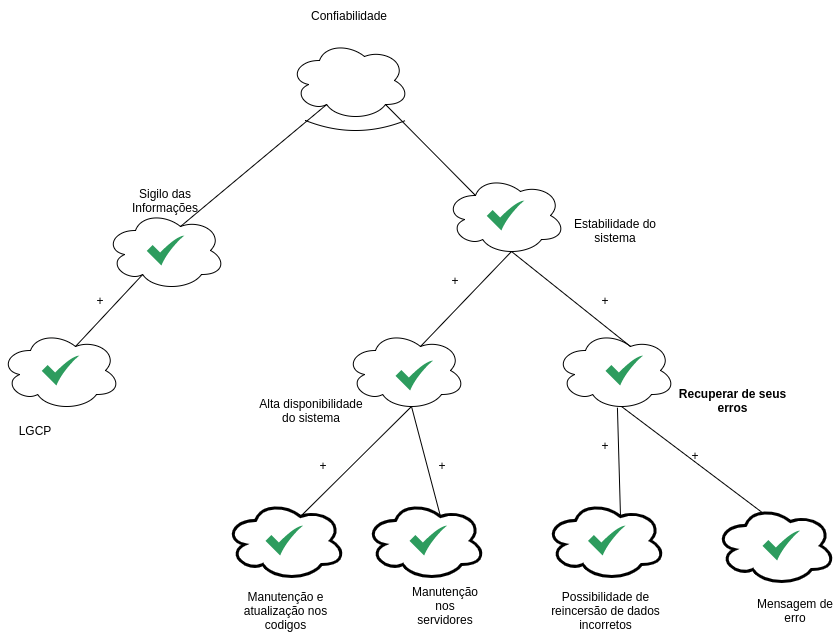 Confiabilidade
Sigilo das
Informações
Estabilidade do
sistema
+
+
+
LGCP
Alta disponibilidade
do sistema
Recuperar de seus
erros
+
+
+
+
Manutenção e
atualização nos
codigos
Manutenção
nos
servidores
Possibilidade de
reincersão de dados
incorretos
Mensagem de
erro